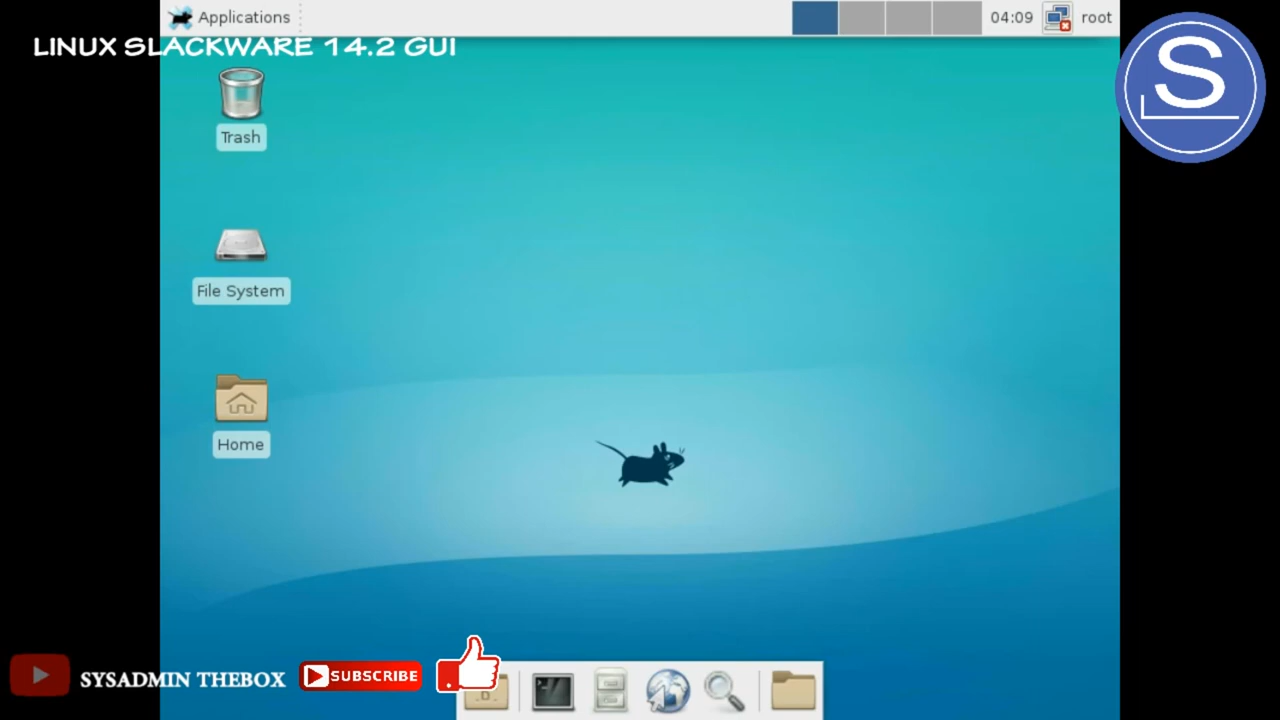 Applications
04:09
root
LINUX SLACKWARE 14.2 GUI
S
Trash
File System
Home
SYSADMIN THEBOX
SUBSCRIBE
D